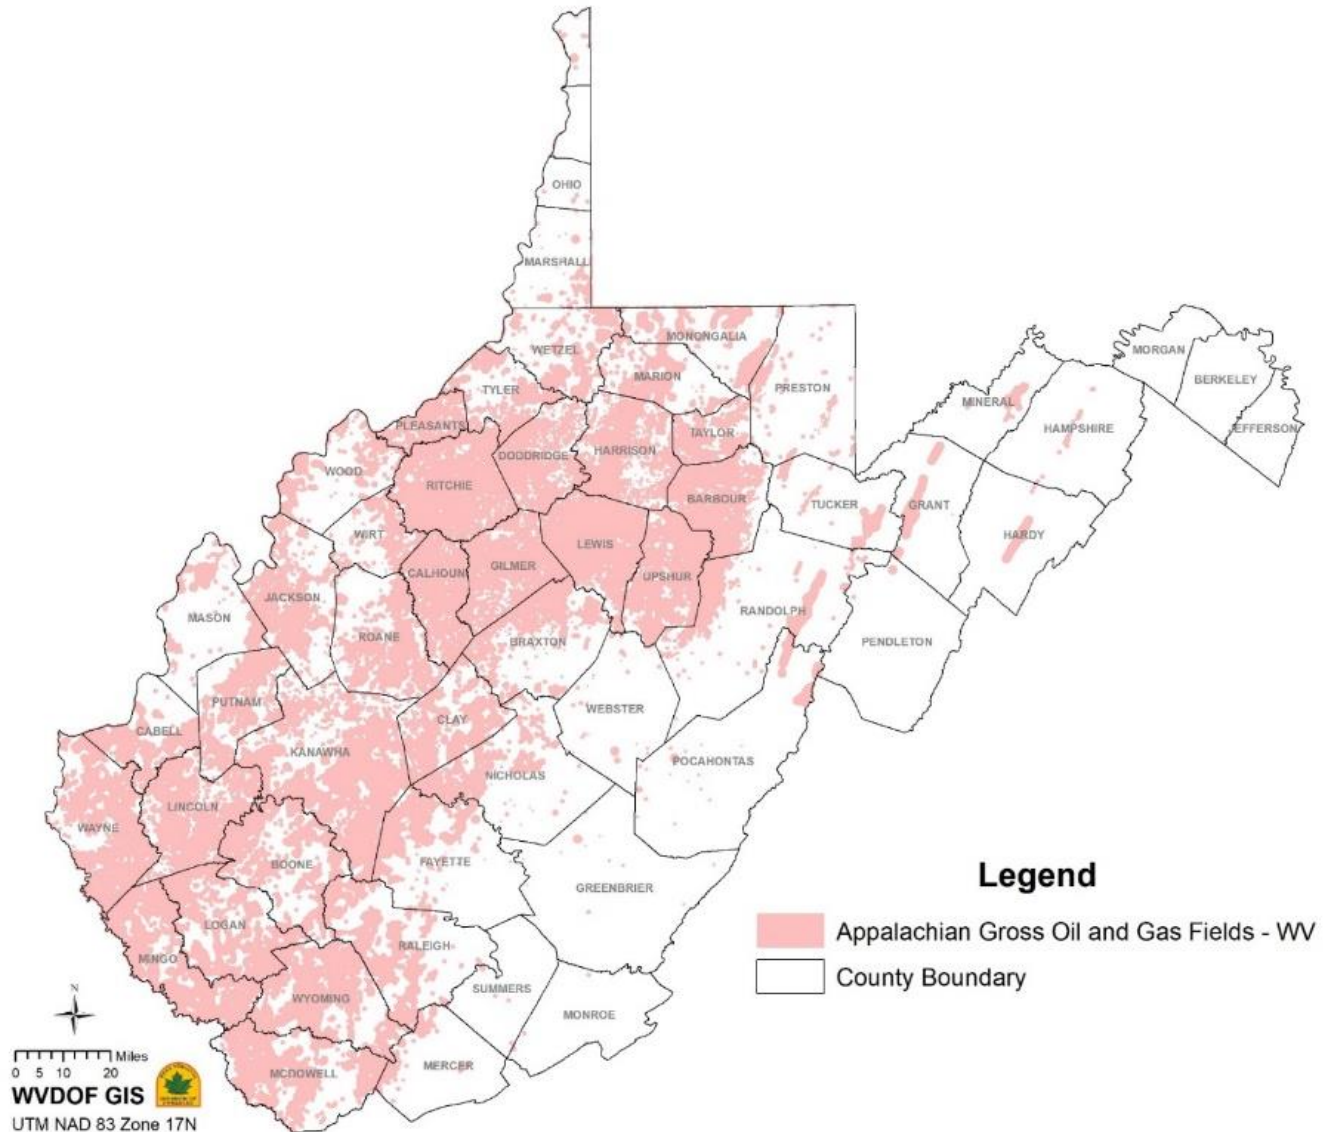 OHIO
MARSHALL
MONONGALIA
WETZEL
MORGAN
MARION
BERKELEY
TYLER
PRESTON
MINERAL
PLEASANTS
HAMPSHIRE
JEFFERSON
TAYLOR
DODDRIDGE
HARRISON
WOOD
RITCHIE
BARBOUR
TUCKER
GRANT
WIRT
HARDY
LEWIS
CALHOUN
GILMER
UPSHUR
JACKSON
RANDOLPH
MASON
ROANE
BRAXTON
PENDLETON
PUTNAM
WEBSTER
CLAY
CABELL
KANAWHA
POCAHONTAS
NICHOLAS
LINCOLN
WAYNE
BOONE
FAYETTE
GREENBRIER
LOGAN
RALEIGH
MINGO
SUMMERS
WYOMING
MONROE
MERCER
MCDOWELL
Legend
Appalachian Gross Oil and Gas Fields - WV
County Boundary
N
Miles
0 5 10 20
WVDOF GIS
UTM NAD 83 Zone 17N